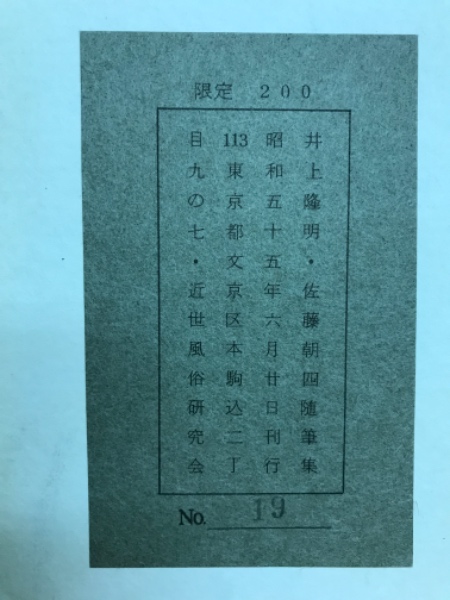 限定 200
井上隆明・佐藤朝四随筆集
昭和五十五年六月廿日刊行
113東京都文京区本駒込二丁
目九の七・近世風俗研究会
No. 19